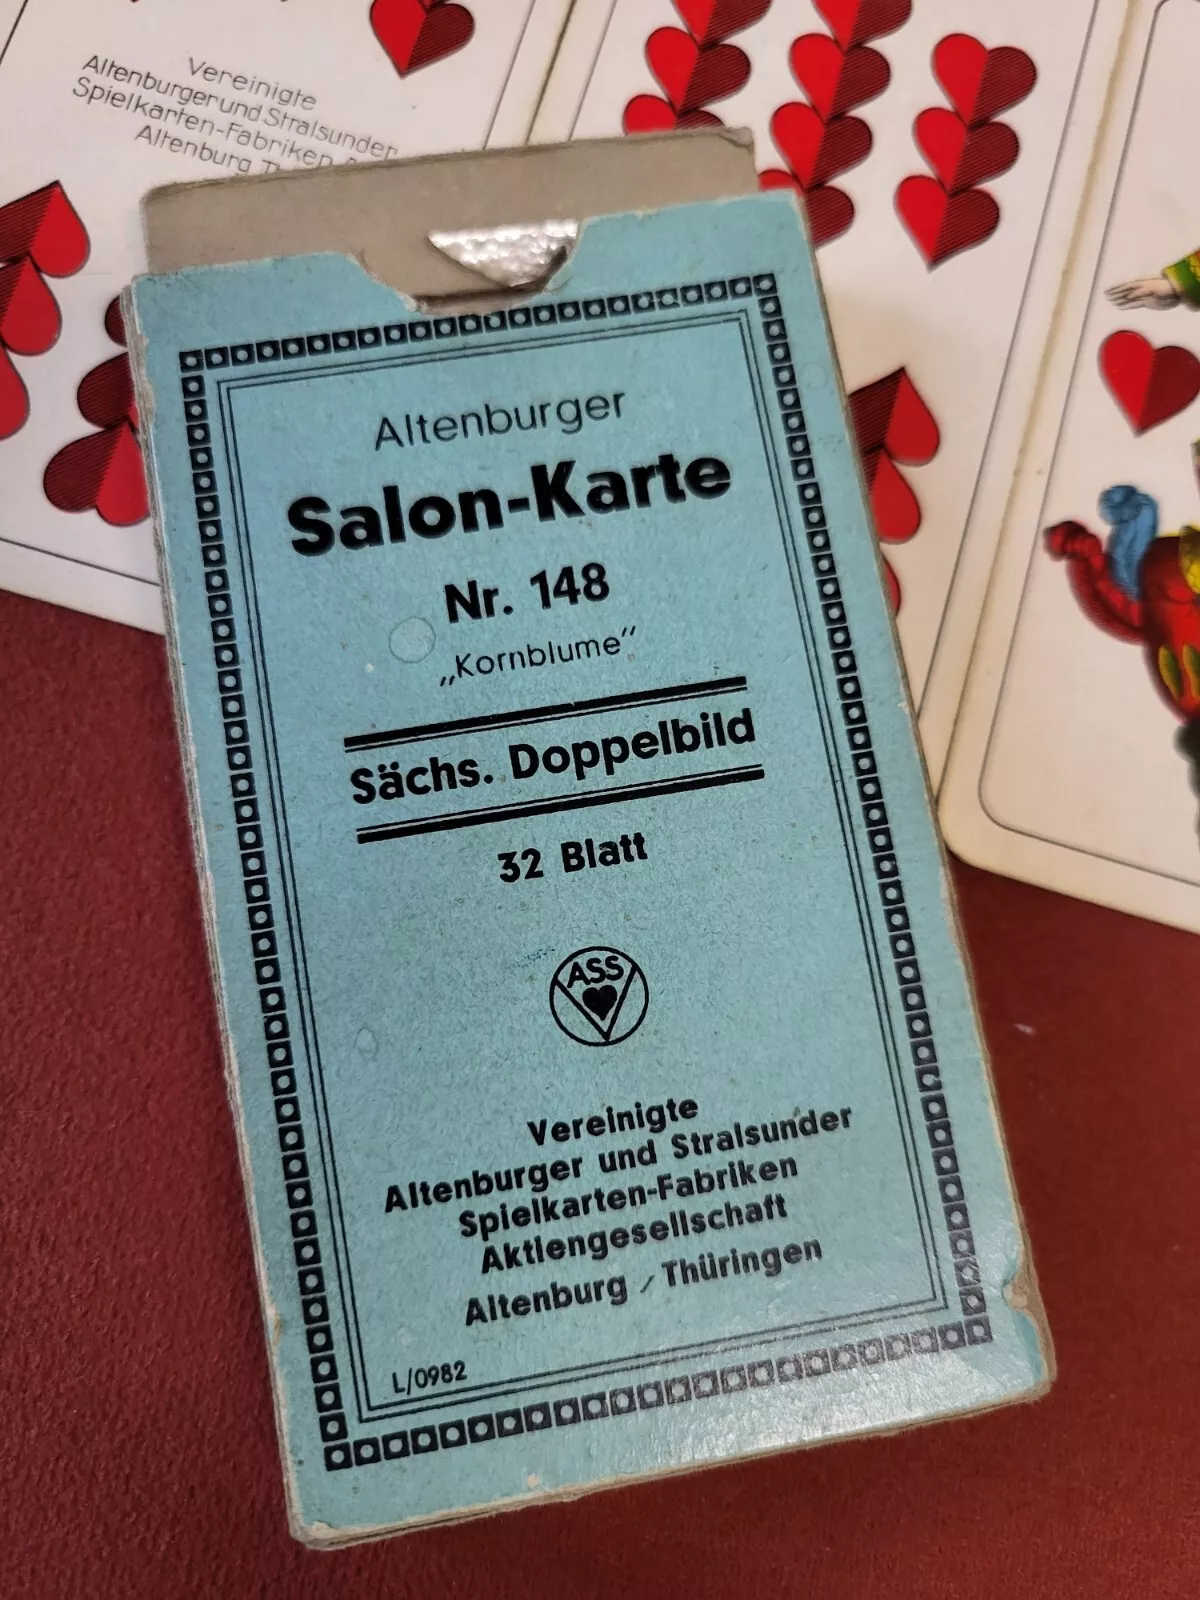 Vereinigte
Altenburger und Stralsunder
Spielkarten-Fabriken
Altenburg
Altenburger
Salon-Karte
Nr. 148
„Kornblume“
Sächs. Doppelbild
32 Blatt
ASS
Vereinigte
Altenburger und Stralsunder
Spielkarten-Fabriken
Aktiengesellschaft
Altenburg / Thüringen
L/0982